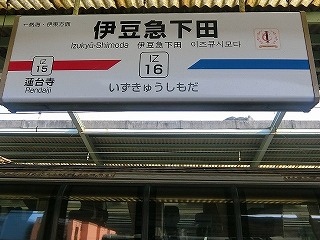 ←熱海・伊東方面
伊豆急下田
Izukyū-Shimoda 伊豆急下田 이즈큐시모다
IZ
15
蓮台寺
Rendaiji
IZ
16
いずきゅうしもだ